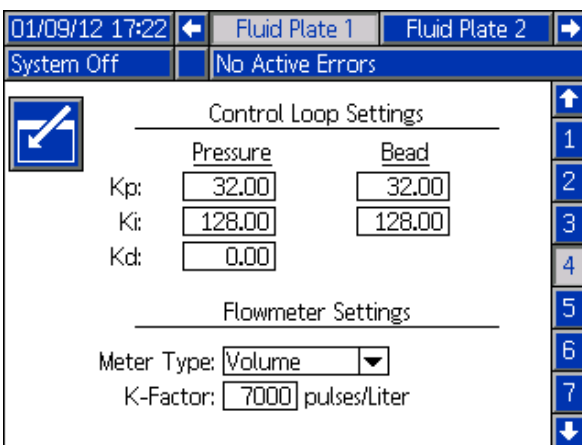 01/09/12 17:22 Fluid Plate 1 Fluid Plate 2
System Off No Active Errors
Control Loop Settings
Pressure Bead
Kp: 32.00 32.00
Ki: 128.00 128.00
Kd: 0.00
Flowmeter Settings
Meter Type: Volume
K-Factor: 7000 pulses/Liter
1
2
3
4
5
6
7